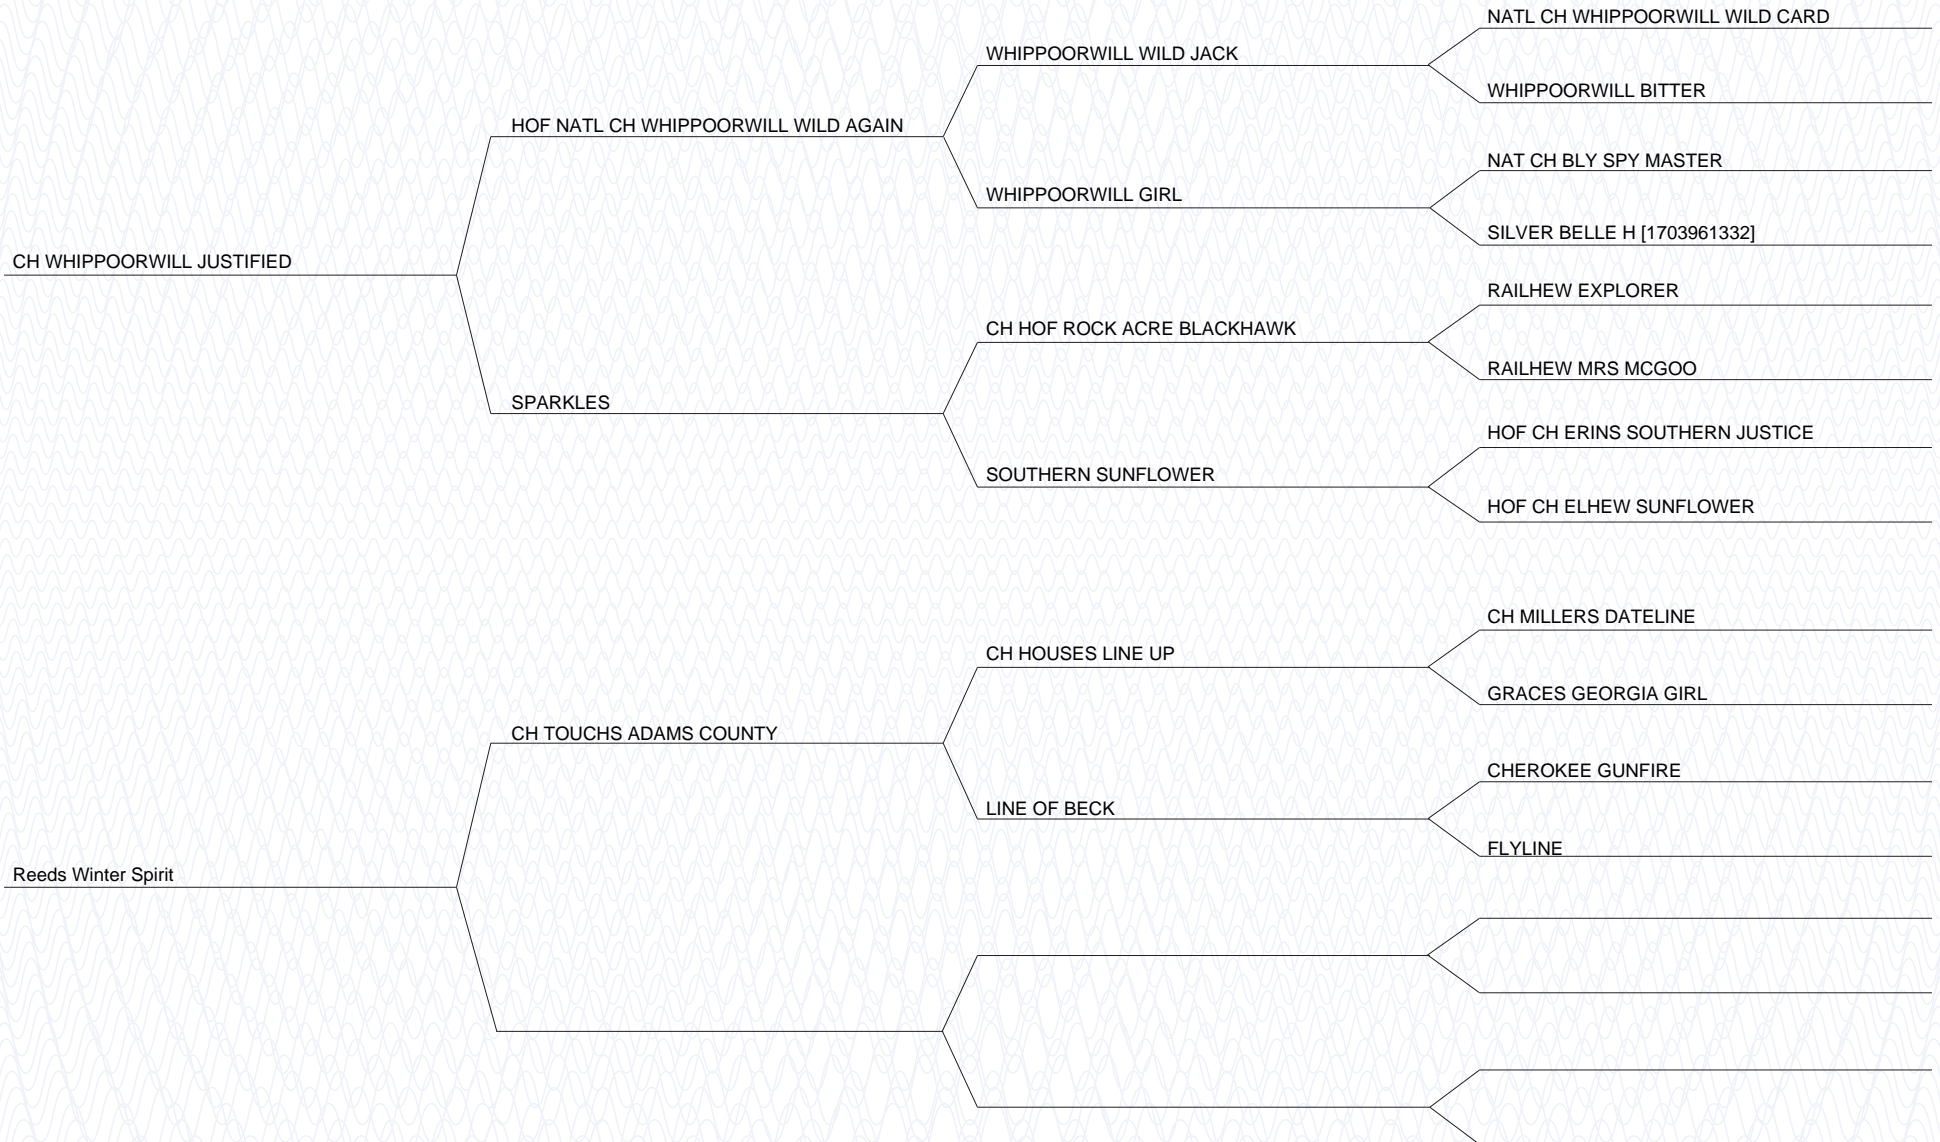 NATL CH WHIPPOORWILL WILD CARD
WHIPPOORWILL WILD JACK
WHIPPOORWILL BITTER
HOF NATL CH WHIPPOORWILL WILD AGAIN
NAT CH BLY SPY MASTER
WHIPPOORWILL GIRL
SILVER BELLE H [1703961332]
CH WHIPPOORWILL JUSTIFIED
RAILHEW EXPLORER
CH HOF ROCK ACRE BLACKHAWK
RAILHEW MRS MCGOO
SPARKLES
HOF CH ERINS SOUTHERN JUSTICE
SOUTHERN SUNFLOWER
HOF CH ELHEW SUNFLOWER
CH MILLERS DATELINE
CH HOUSES LINE UP
GRACES GEORGIA GIRL
CH TOUCHS ADAMS COUNTY
CHEROKEE GUNFIRE
LINE OF BECK
FLYLINE
Reeds Winter Spirit